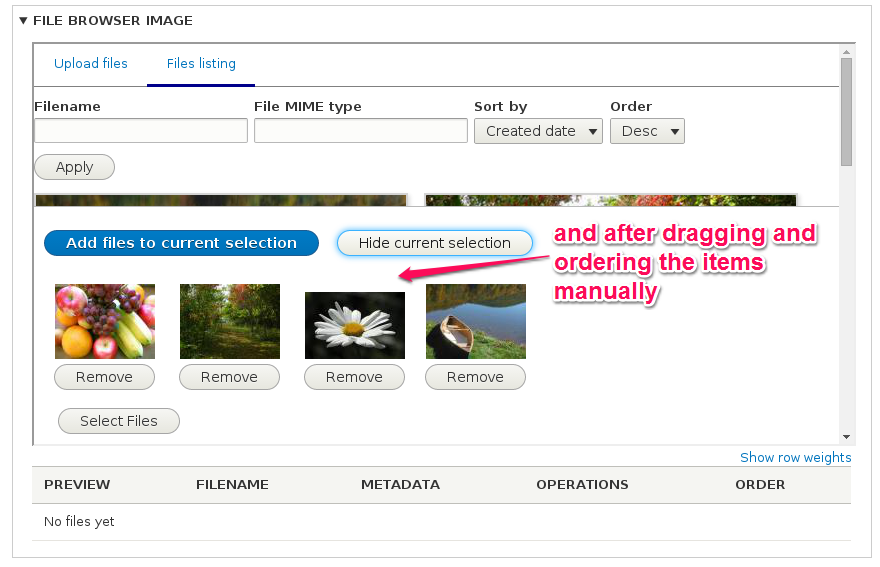 FILE BROWSER IMAGE
Upload files
Files listing
Filename
File MIME type
Sort by
Order
Created date
Desc
Apply
Add files to current selection
Hide current selection
and after dragging and
ordering the items
manually
Remove
Remove
Remove
Remove
Select Files
Show row weights
PREVIEW
FILENAME
METADATA
OPERATIONS
ORDER
No files yet